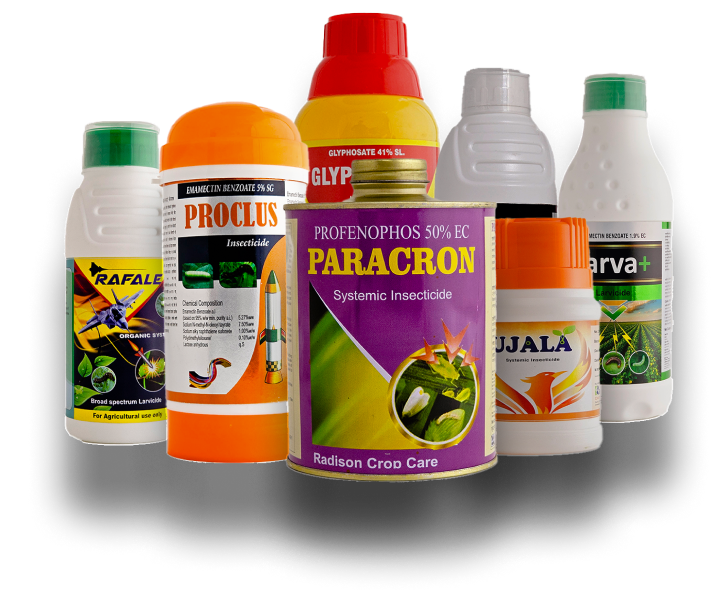 GLYPHOSATE 41% SL.
GLYP
RAFALE
ORGANIC SYS
Broad spectrum Larvicide
For Agricultural use only
EMAMECTIN BENZOATE 5% SG
PROCLUS
Insecticide
Chemical Composition
PROFENOPHOS 50% EC
PARACRON
Systemic Insecticide
Radison Crop Care
UJALA
Systemic Insecticide
MECTIN BENZOATE 1.9% EC
arva+
Larvicide